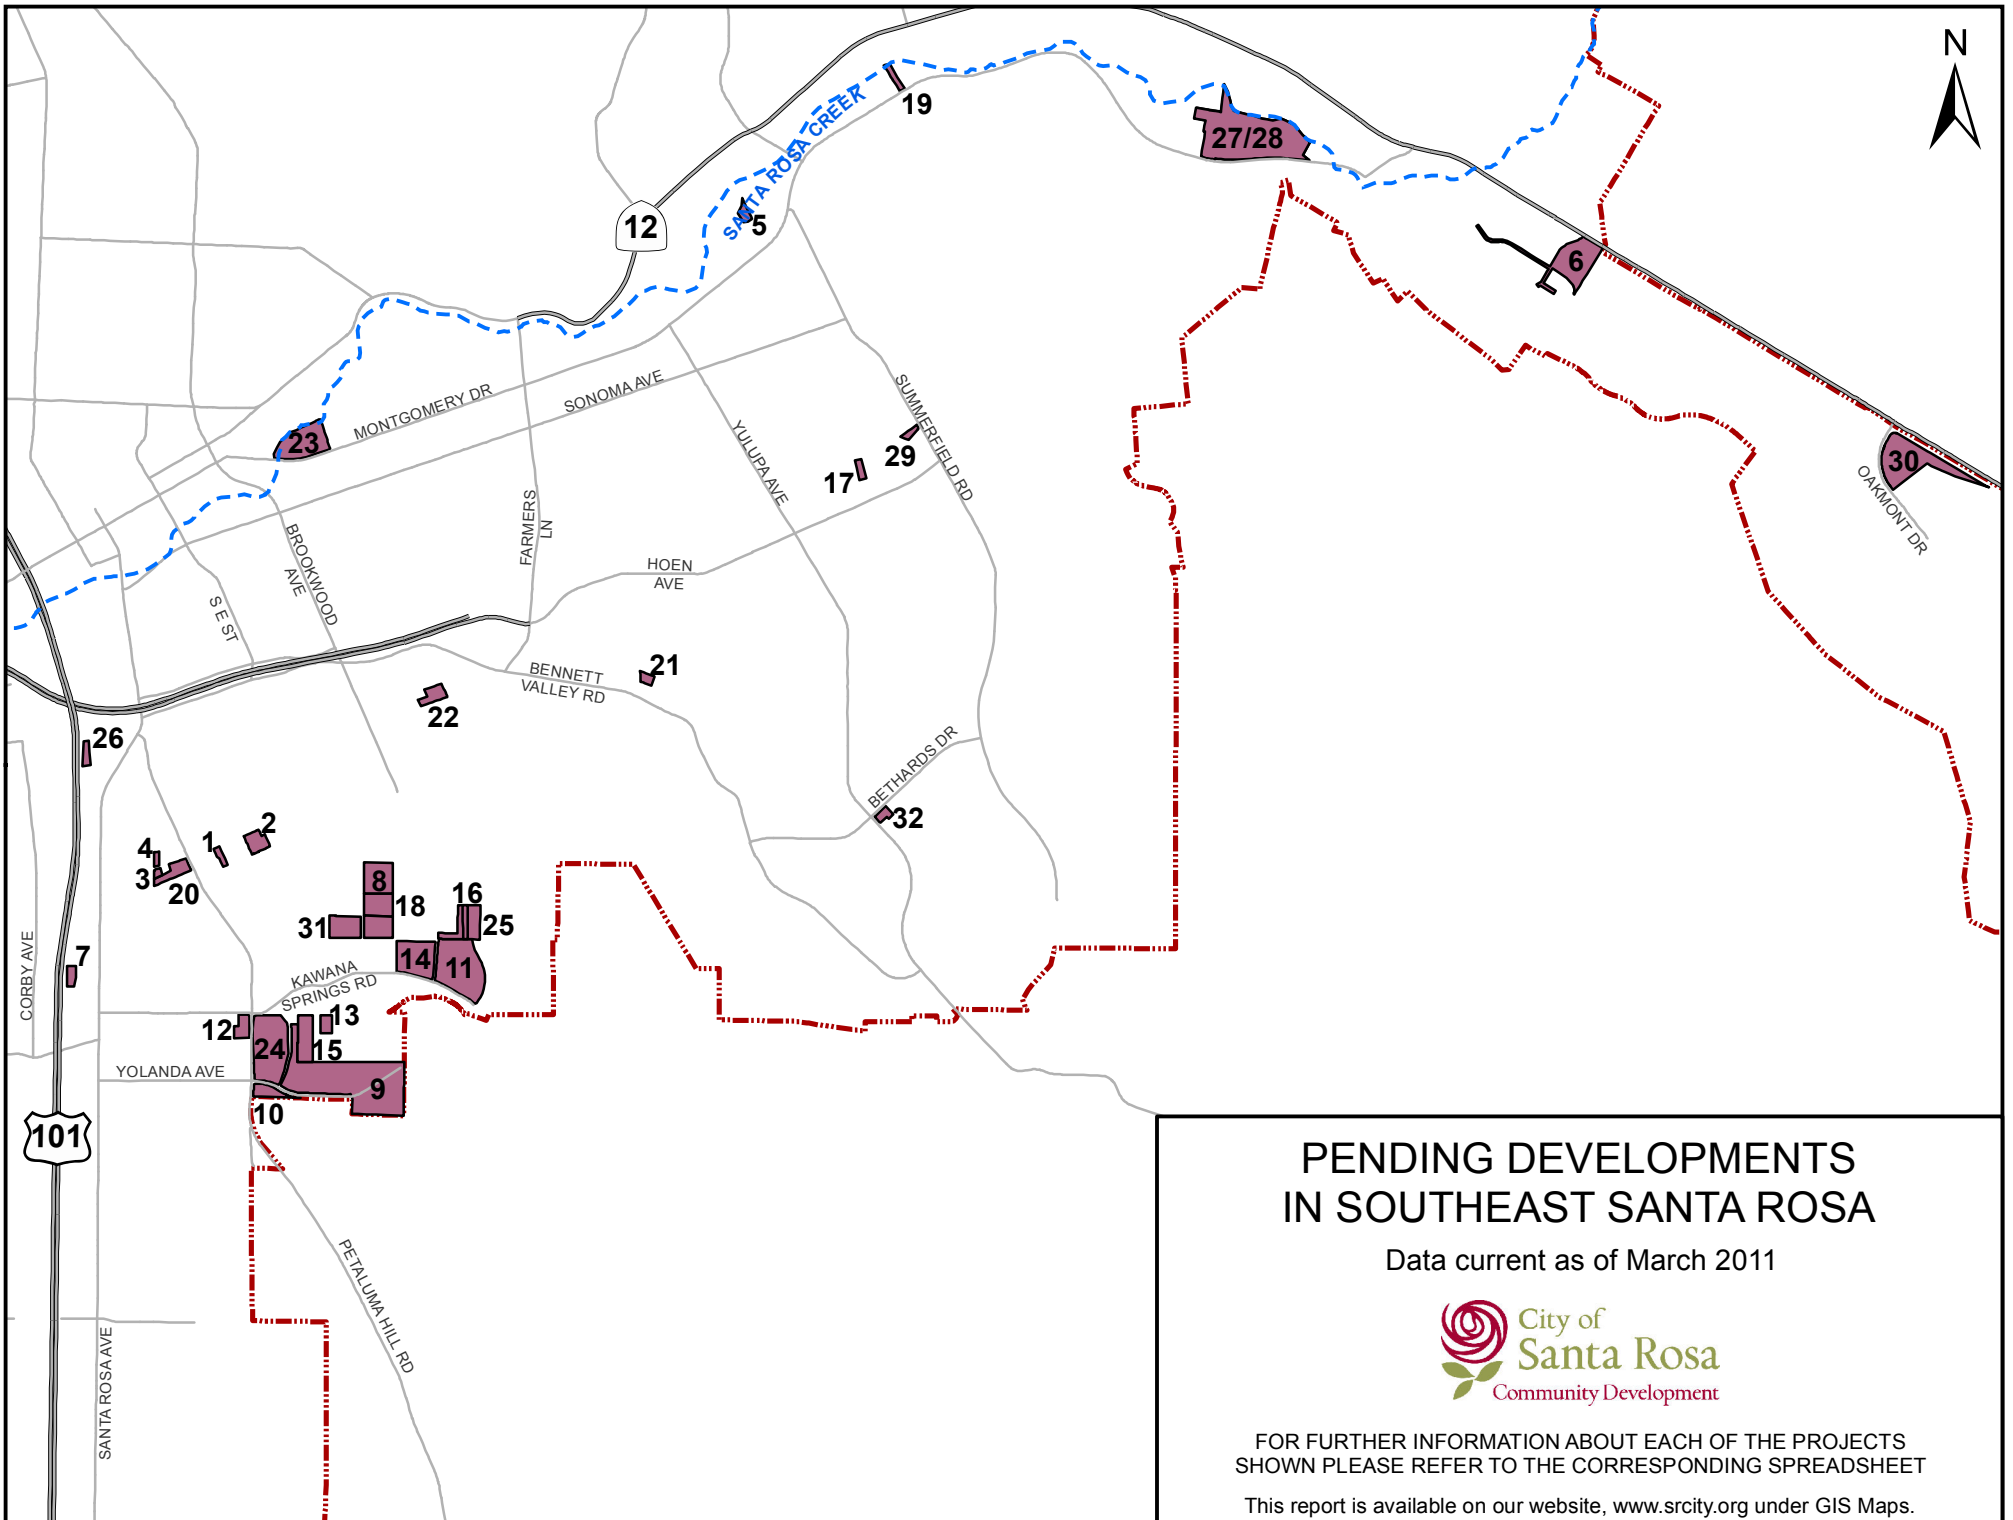 N
19
27/28
SANTA ROSA CREEK
12
5
6
MONTGOMERY DR
SONOMA AVE
23
SUMMERFIELD RD
YULUPA AVE
29
17
30
OAKMONT DR
FARMERS
LN
BROOKWOOD
AVE
HOEN
AVE
S E ST
BENNETT
VALLEY RD
21
22
26
BETHARDS DR
32
2
1
4
3
20
8
16
18
31
25
14
11
7
CORBY AVE
KAWANA
SPRINGS RD
12
13
24
15
YOLANDA AVE
9
10
101
PETALUMA HILL RD
SANTA ROSA AVE
PENDING DEVELOPMENTS
IN SOUTHEAST SANTA ROSA
Data current as of March 2011
City of
Santa Rosa
Community Development
FOR FURTHER INFORMATION ABOUT EACH OF THE PROJECTS
SHOWN PLEASE REFER TO THE CORRESPONDING SPREADSHEET
This report is available on our website, www.srcity.org under GIS Maps.